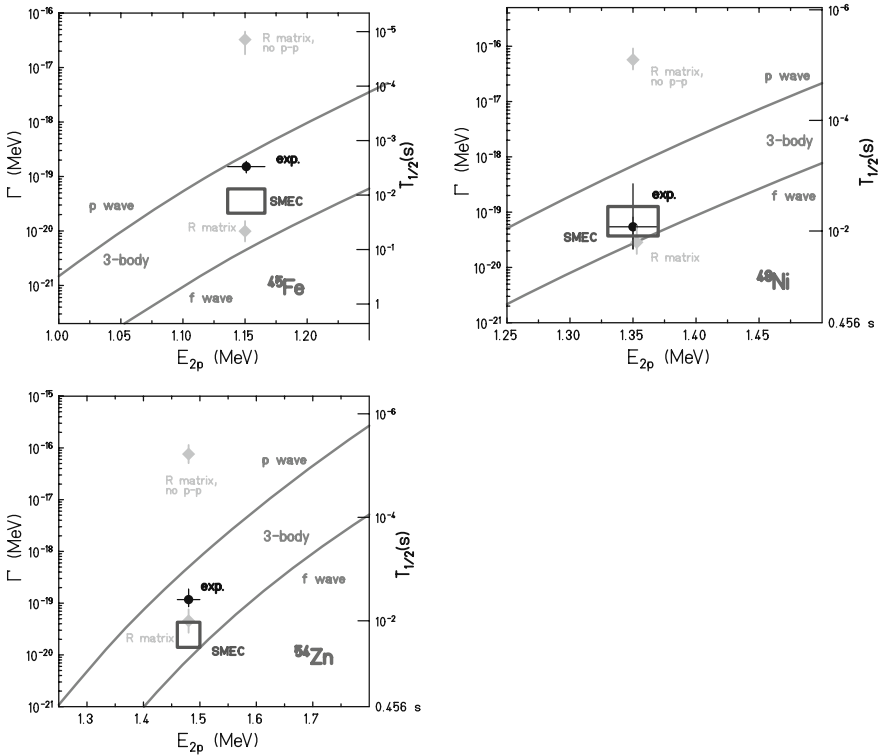 10⁻¹⁶
10⁻¹⁷
10⁻¹⁸
10⁻¹⁹
10⁻²⁰
10⁻²¹
Γ (MeV)
R matrix,
no p-p
exp.
p wave
SMEC
R matrix
3-body
f wave
⁴⁵Fe
10⁻⁵
10⁻⁴
10⁻³
10⁻²
10⁻¹
1
T₁/₂(s)
1.00 1.05 1.10 1.15 1.20
E₂ₚ (MeV)
10⁻¹⁶
10⁻¹⁷
10⁻¹⁸
10⁻¹⁹
10⁻²⁰
10⁻²¹
Γ (MeV)
R matrix,
no p-p
p wave
3-body
exp.
f wave
SMEC
R matrix
⁴⁸Ni
10⁻⁶
10⁻⁴
10⁻²
0.456 s
T₁/₂(s)
1.25 1.30 1.35 1.40 1.45
E₂ₚ (MeV)
10⁻¹⁵
10⁻¹⁶
10⁻¹⁷
10⁻¹⁸
10⁻¹⁹
10⁻²⁰
10⁻²¹
Γ (MeV)
p wave
R matrix,
no p-p
3-body
exp.
f wave
R matrix
SMEC
⁵⁴Zn
10⁻⁶
10⁻⁴
10⁻²
0.456 s
T₁/₂(s)
1.3 1.4 1.5 1.6 1.7
E₂ₚ (MeV)